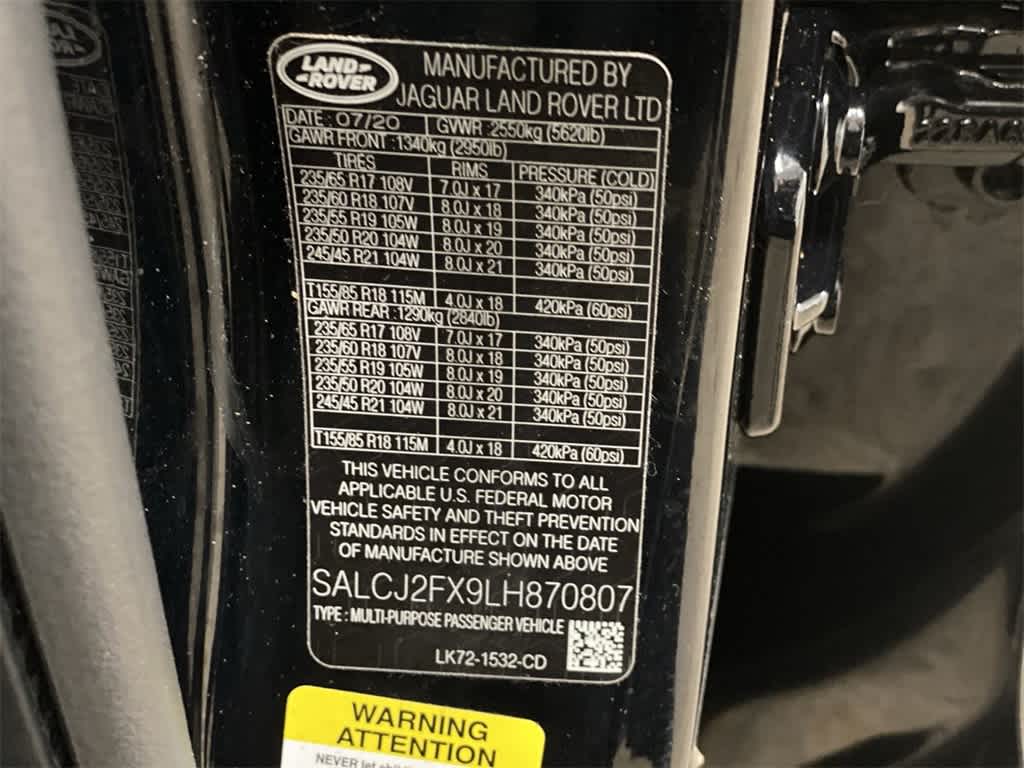 LAND-
-ROVER
MANUFACTURED BY
JAGUAR LAND ROVER LTD
DATE : 07/20 GVWR : 2550kg (5620lb)
GAWR FRONT : 1340kg (2950lb)
TIRES RIMS PRESSURE (COLD)
235/65 R17 108V 7.0J x 17 340kPa (50psi)
235/60 R18 107V 8.0J x 18 340kPa (50psi)
235/55 R19 105W 8.0J x 19 340kPa (50psi)
235/50 R20 104W 8.0J x 20 340kPa (50psi)
245/45 R21 104W 8.0J x 21 340kPa (50psi)
T155/85 R18 115M 4.0J x 18 420kPa (60psi)
GAWR REAR : 1290kg (2840lb)
235/65 R17 108V 7.0J x 17 340kPa (50psi)
235/60 R18 107V 8.0J x 18 340kPa (50psi)
235/55 R19 105W 8.0J x 19 340kPa (50psi)
235/50 R20 104W 8.0J x 20 340kPa (50psi)
245/45 R21 104W 8.0J x 21 340kPa (50psi)
T155/85 R18 115M 4.0J x 18 420kPa (60psi)
THIS VEHICLE CONFORMS TO ALL
APPLICABLE U.S. FEDERAL MOTOR
VEHICLE SAFETY AND THEFT PREVENTION
STANDARDS IN EFFECT ON THE DATE
OF MANUFACTURE SHOWN ABOVE
SALCJ2FX9LH870807
TYPE : MULTI-PURPOSE PASSENGER VEHICLE
LK72-1532-CD
WARNING
ATTENTION
NEVER let